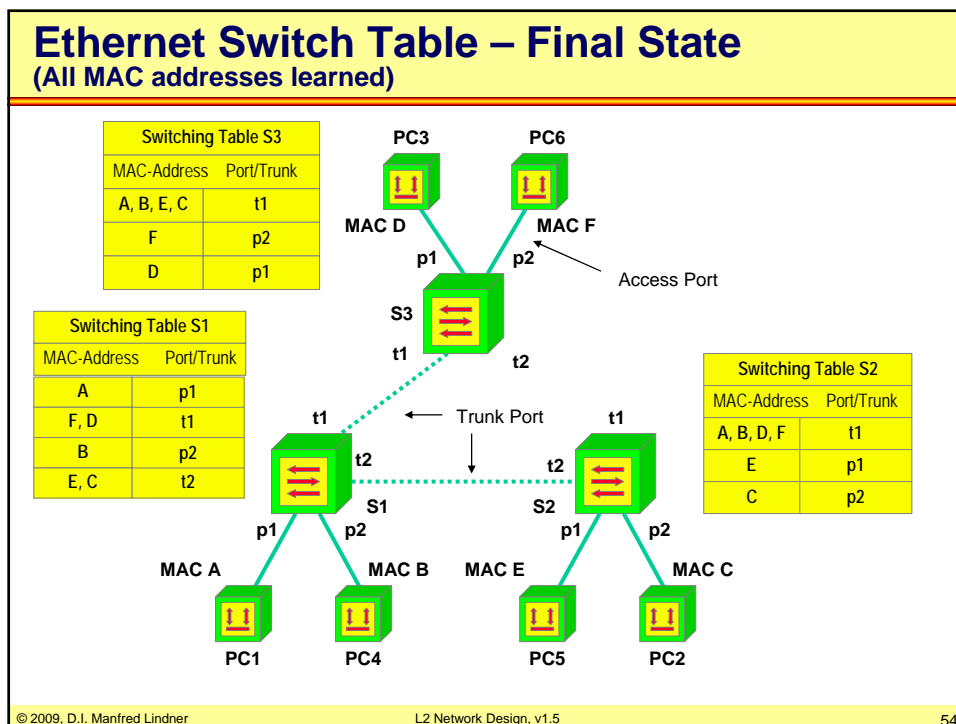 Ethernet Switch Table – Final State
(All MAC addresses learned)
Switching Table S3
MAC-Address Port/Trunk
A, B, E, C t1
F p2
D p1
PC3 PC6
MAC D MAC F
p1 p2
Access Port
S3
t1 t2
Switching Table S1
MAC-Address Port/Trunk
A p1
F, D t1
B p2
E, C t2
Switching Table S2
MAC-Address Port/Trunk
A, B, D, F t1
E p1
C p2
t1 Trunk Port t1
t2 t2
S1 S2
p1 p2 p1 p2
MAC A MAC B MAC E MAC C
PC1 PC4 PC5 PC2
© 2009, D.I. Manfred Lindner L2 Network Design, v1.5 54